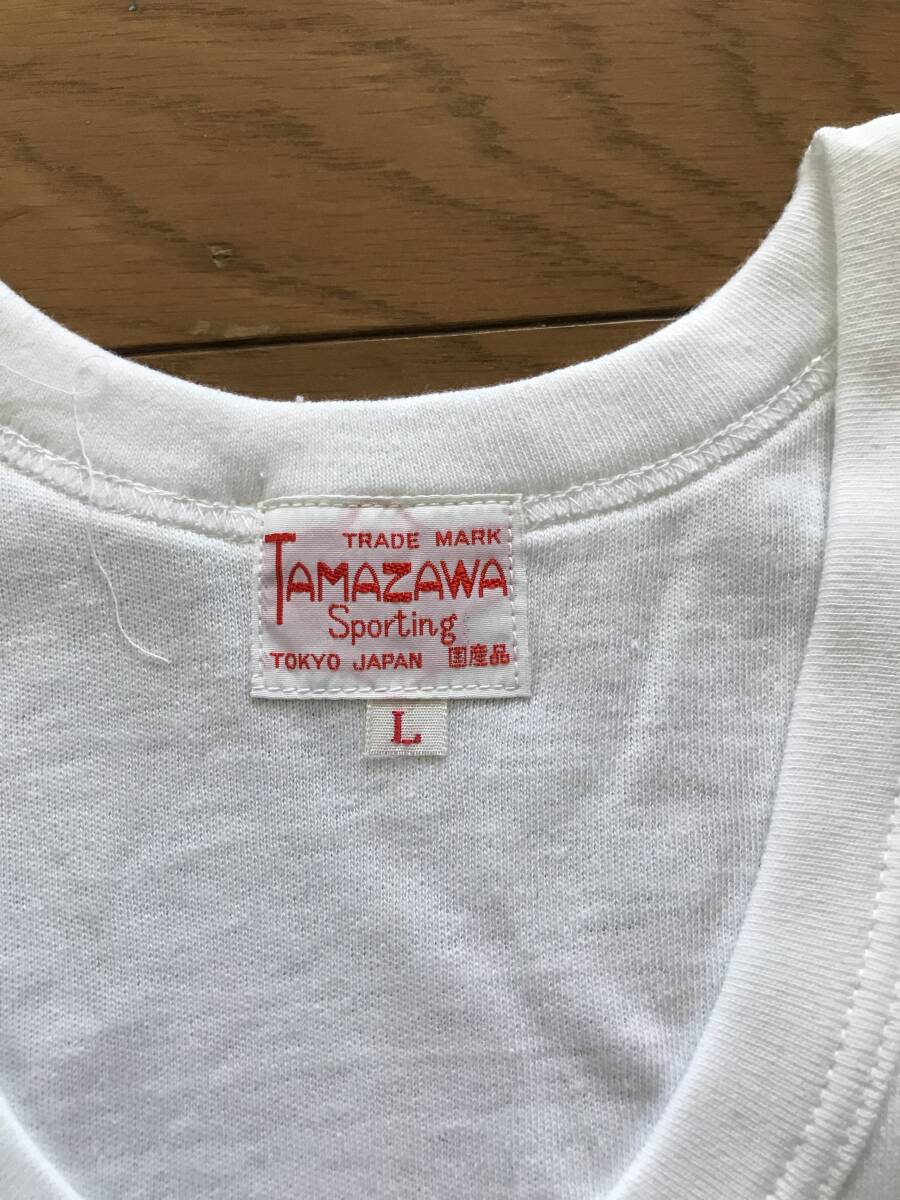 TRADE MARK
TAMAZAWA
Sporting
TOKYO JAPAN 国産品
L